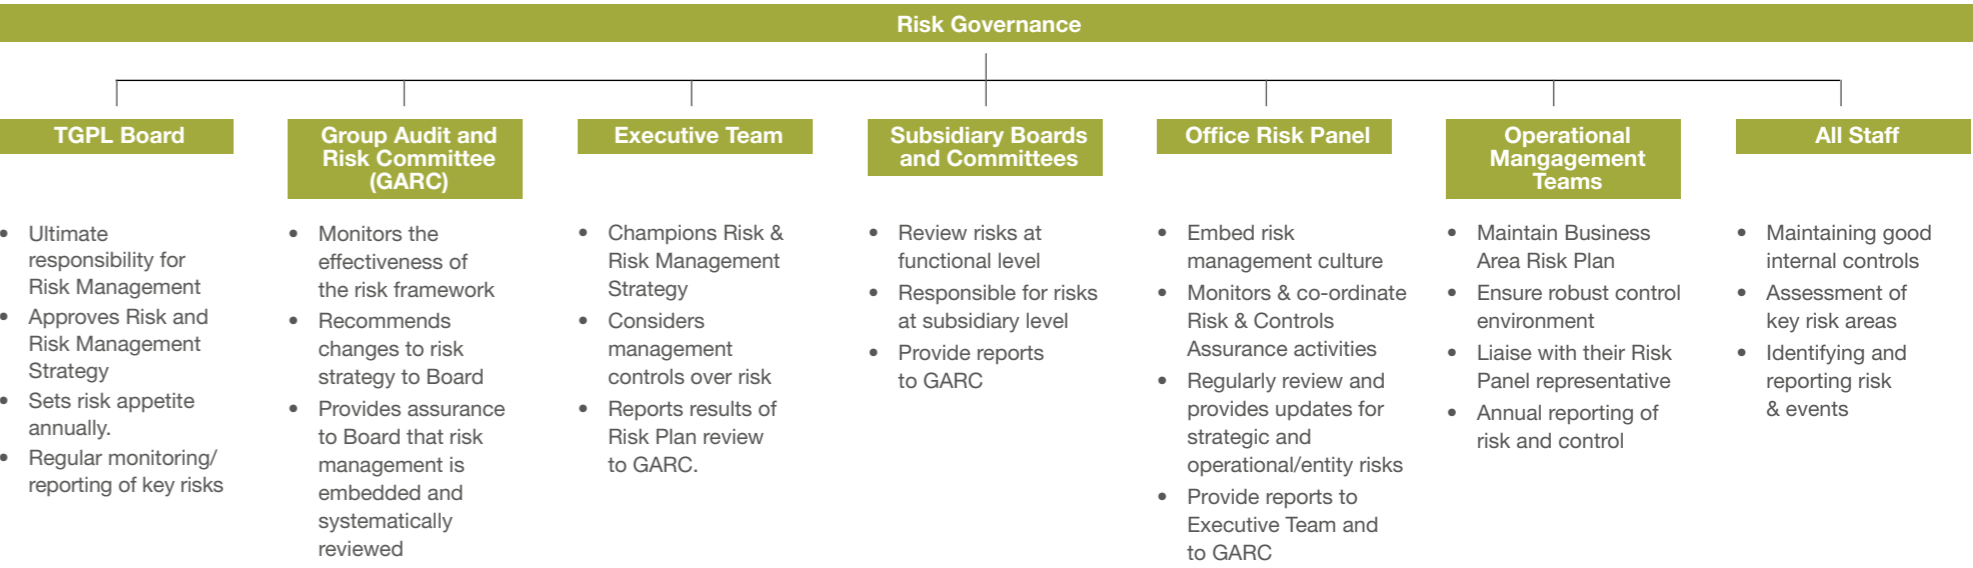 Risk Governance
TGPL Board
• Ultimate
responsibility for
Risk Management
• Approves Risk and
Risk Management
Strategy
• Sets risk appetite
annually.
• Regular monitoring/
reporting of key risks
Group Audit and
Risk Committee
(GARC)
• Monitors the
effectiveness of
the risk framework
• Recommends
changes to risk
strategy to Board
• Provides assurance
to Board that risk
management is
embedded and
systematically
reviewed
Executive Team
• Champions Risk &
Risk Management
Strategy
• Considers
management
controls over risk
• Reports results of
Risk Plan review
to GARC.
Subsidiary Boards
and Committees
• Review risks at
functional level
• Responsible for risks
at subsidiary level
• Provide reports
to GARC
Office Risk Panel
• Embed risk
management culture
• Monitors & co-ordinate
Risk & Controls
Assurance activities
• Regularly review and
provides updates for
strategic and
operational/entity risks
• Provide reports to
Executive Team and
to GARC
Operational
Mangagement
Teams
• Maintain Business
Area Risk Plan
• Ensure robust control
environment
• Liaise with their Risk
Panel representative
• Annual reporting of
risk and control
All Staff
• Maintaining good
internal controls
• Assessment of
key risk areas
• Identifying and
reporting risk
& events